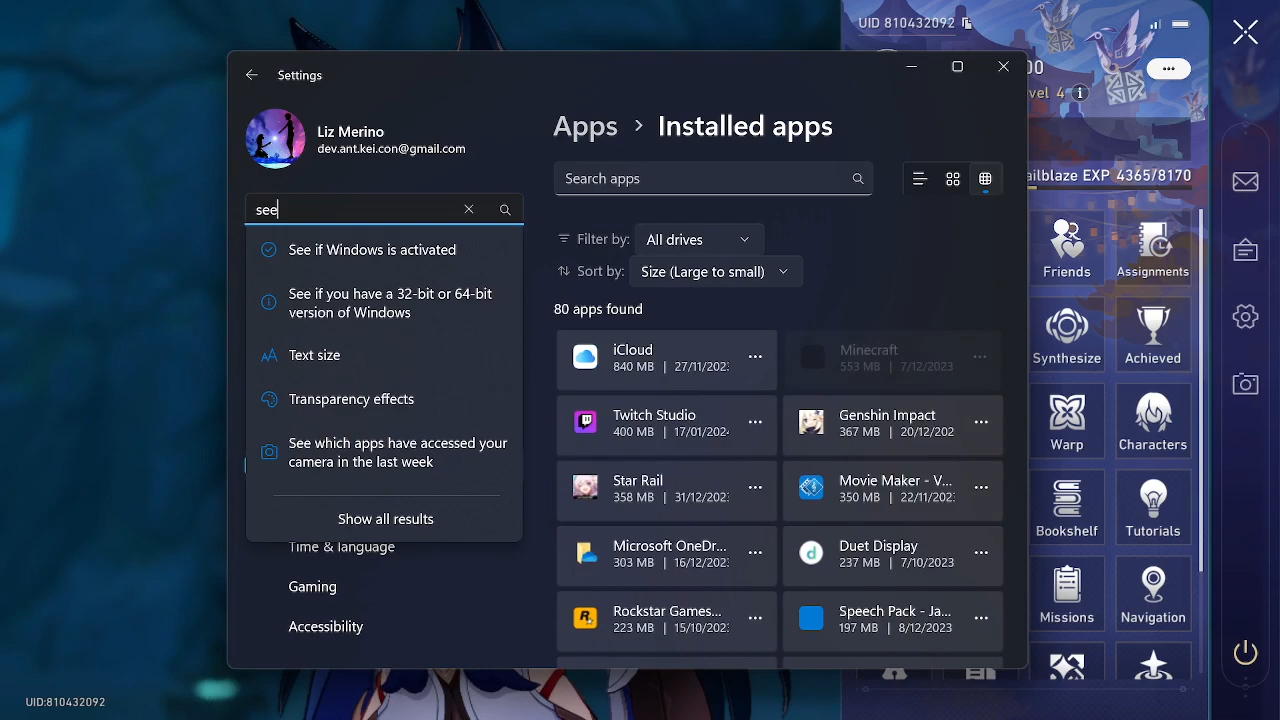 UID 810432092
00
vel 4
ailblaze EXP 4365/8170
Settings
Liz Merino
dev.ant.kei.con@gmail.com
see
See if Windows is activated
See if you have a 32-bit or 64-bit
version of Windows
Text size
Transparency effects
See which apps have accessed your
camera in the last week
Show all results
Time & language
Gaming
Accessibility
Apps > Installed apps
Search apps
Filter by: All drives
Sort by: Size (Large to small)
80 apps found
iCloud
840 MB | 27/11/202
Minecraft
553 MB | 7/12/2023
Twitch Studio
400 MB | 17/01/202
Genshin Impact
367 MB | 20/12/202
Star Rail
358 MB | 31/12/202
Movie Maker - V...
350 MB | 22/11/202
Microsoft OneDr...
303 MB | 16/12/202
Duet Display
237 MB | 7/10/2023
Rockstar Games...
223 MB | 15/10/202
Speech Pack - Ja...
197 MB | 8/12/2023
Friends
Assignments
Synthesize
Achieved
Warp
Characters
Bookshelf
Tutorials
Missions
Navigation
UID:810432092